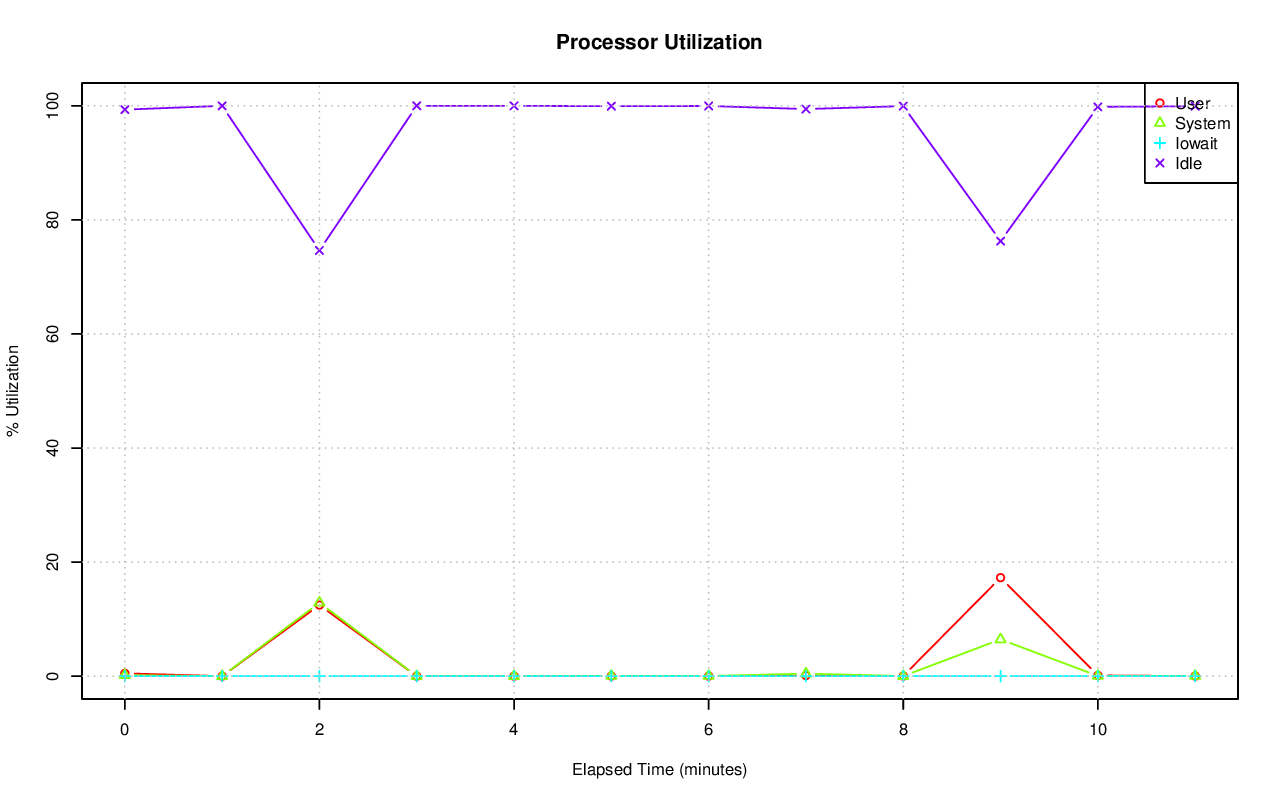 Processor Utilization
100
80
60
40
20
0
% Utilization
User
System
Iowait
Idle
0 2 4 6 8 10
Elapsed Time (minutes)